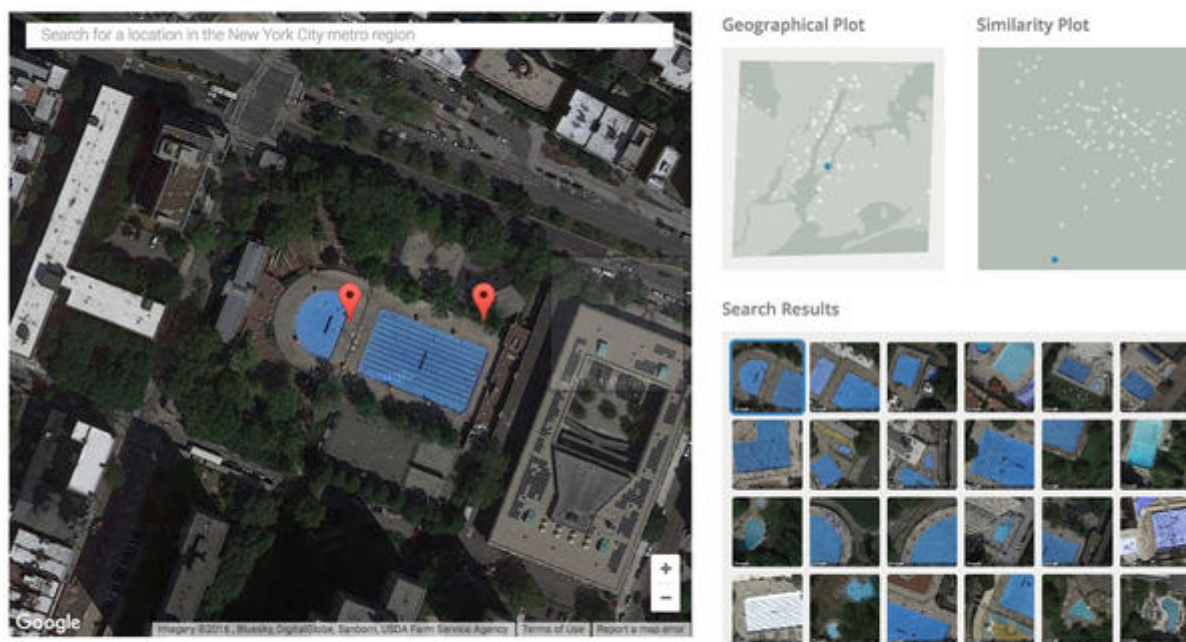 Search for a location in the New York City metro region
Geographical Plot
Similarity Plot
Search Results
+
−
Google
Imagery ©2016, Bluesky, DigitalGlobe, Sanborn, USDA Farm Service Agency
Terms of Use
Report a map error